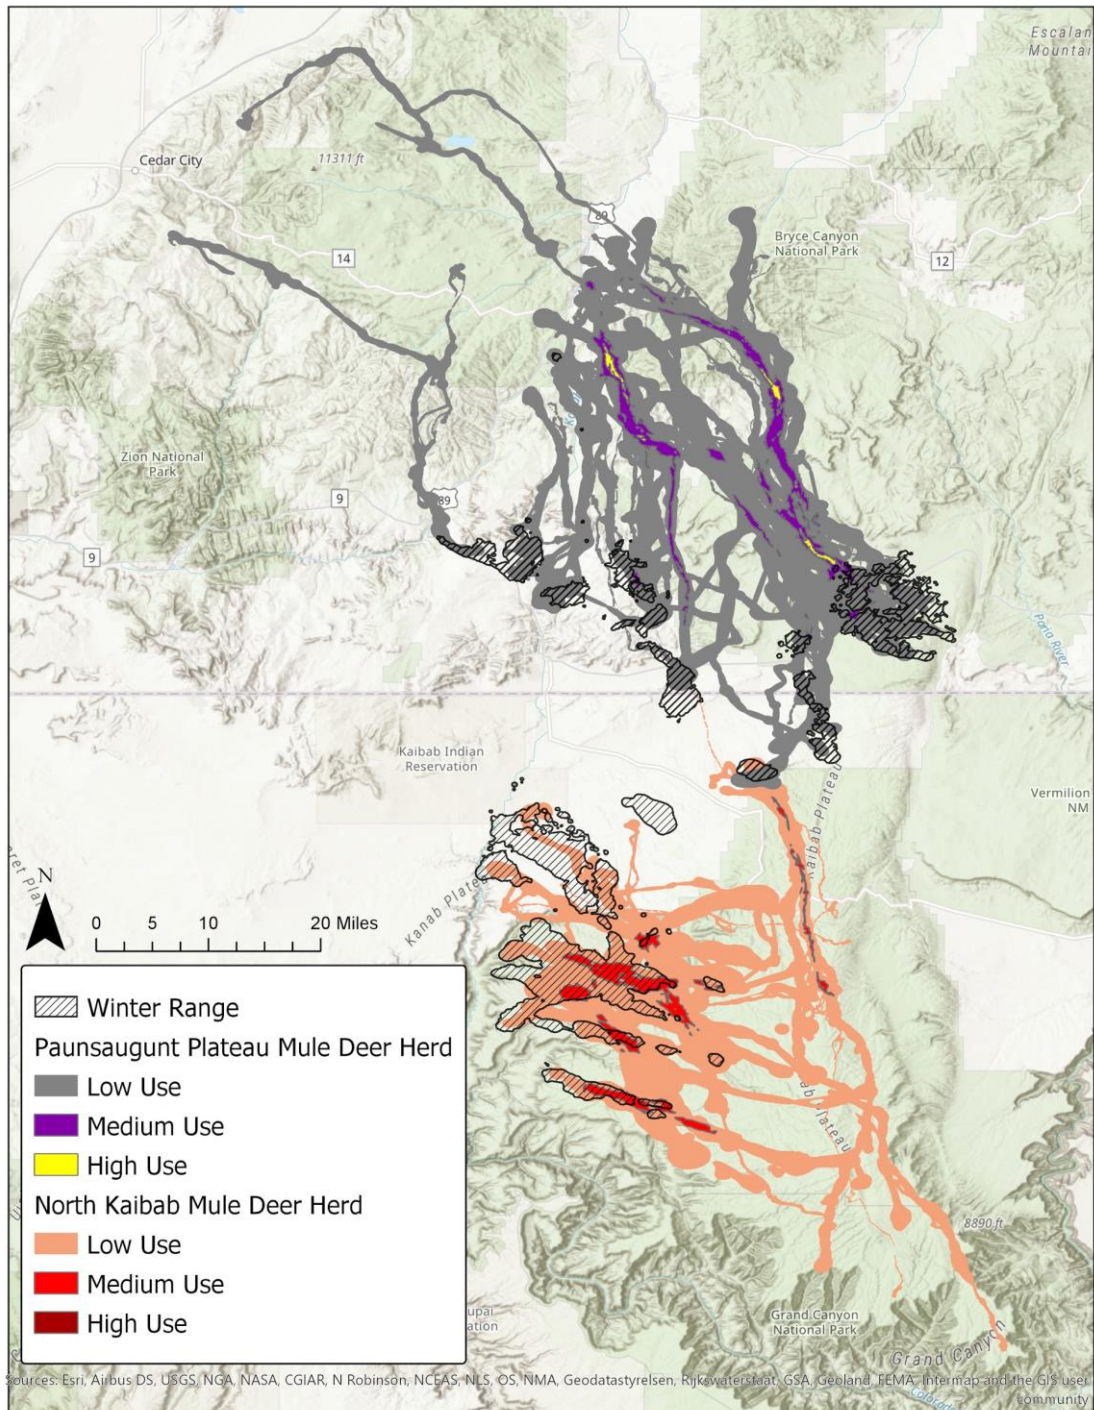 Escalan
Mountai
Cedar City
11311 ft
89
Bryce Canyon
National Park
14
12
Zion National
Park
9
89
9
Paria River
Kaibab Indian
Reservation
Vermilion
NM
Kaibab Plateau
Kanab Plateau
N
0 5 10 20 Miles
Winter Range
Paunsaugunt Plateau Mule Deer Herd
Low Use
Medium Use
High Use
North Kaibab Mule Deer Herd
Low Use
Medium Use
High Use
ab Plateau
8890 ft
upai
ation
Grand Canyon
National Park
Grand Canyon
Sources: Esri, Airbus DS, USGS, NGA, NASA, CGIAR, N Robinson, NCEAS, NLS, OS, NMA, Geodatastyrelsen, Rijkswaterstaat, GSA, Geoland, FEMA, Intermap and the GIS user
community